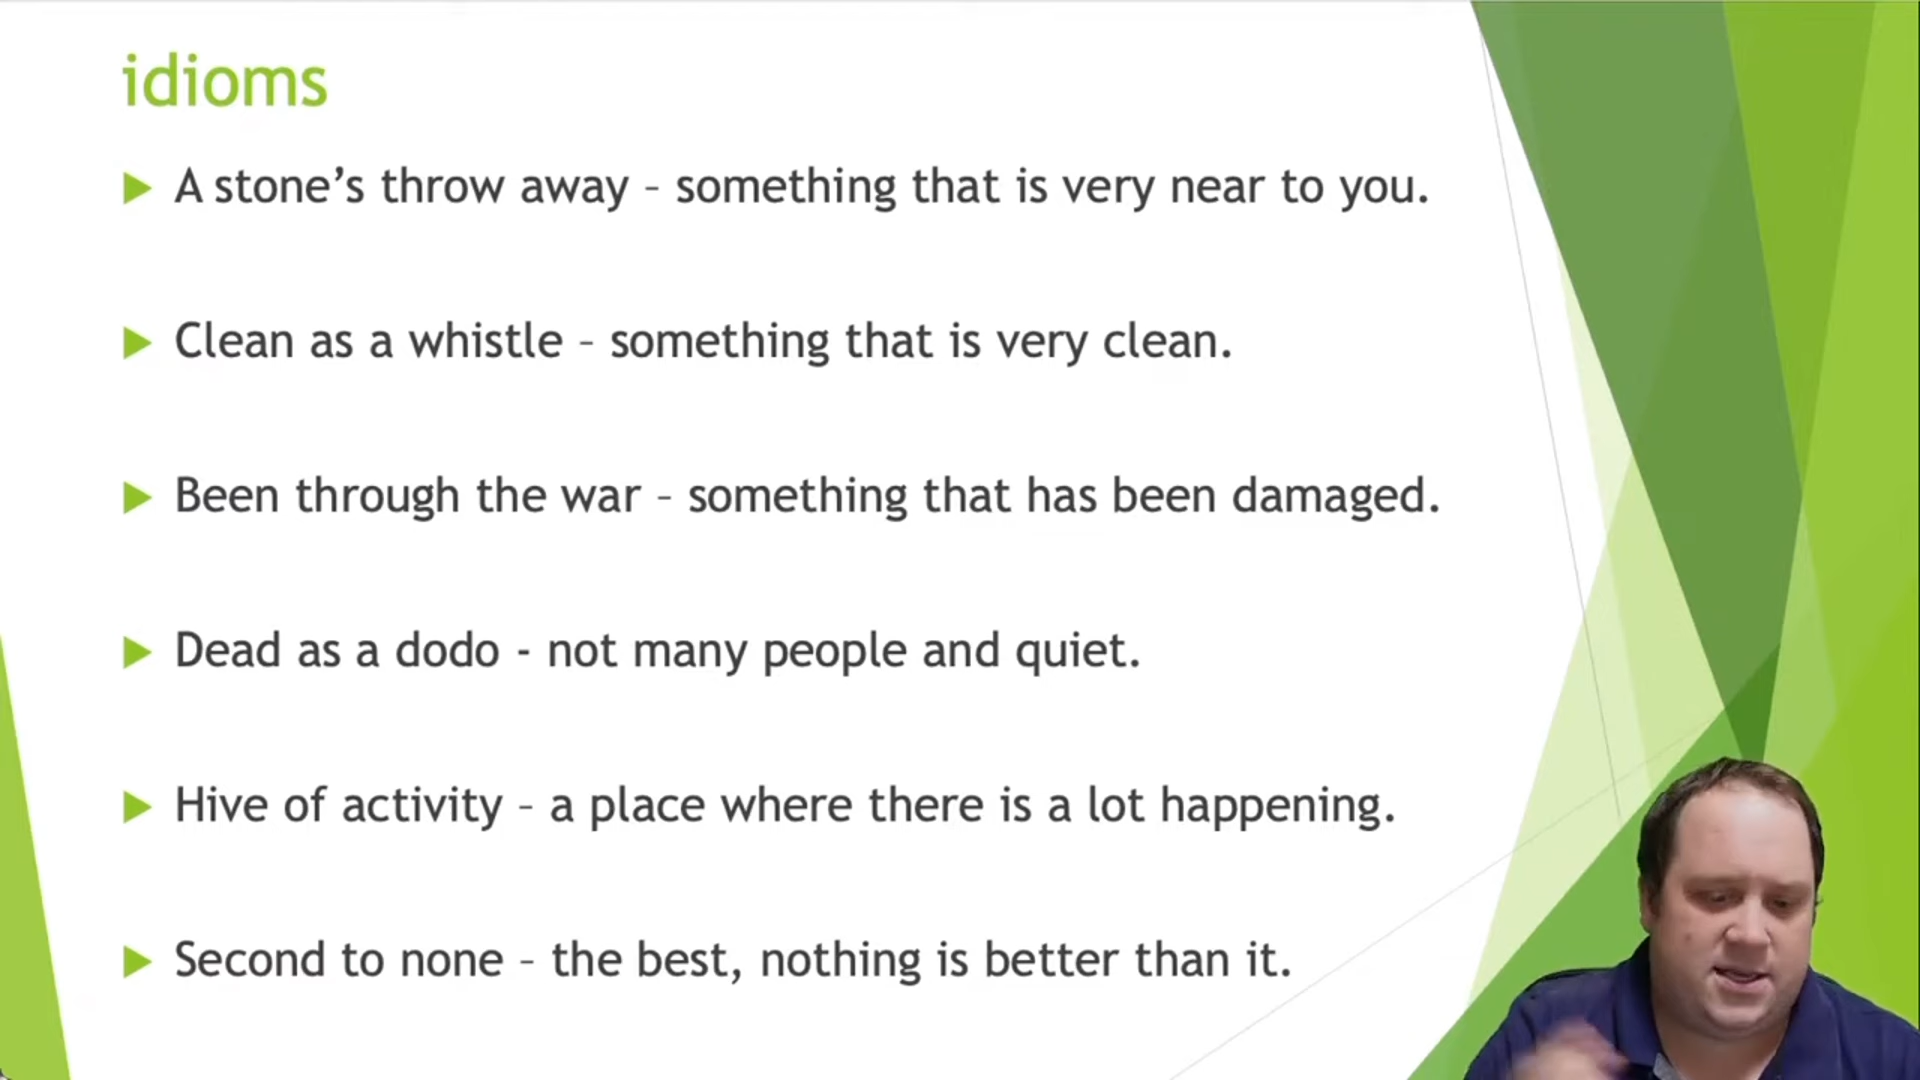 idioms
A stone’s throw away – something that is very near to you.
Clean as a whistle – something that is very clean.
Been through the war – something that has been damaged.
Dead as a dodo - not many people and quiet.
Hive of activity – a place where there is a lot happening.
Second to none – the best, nothing is better than it.